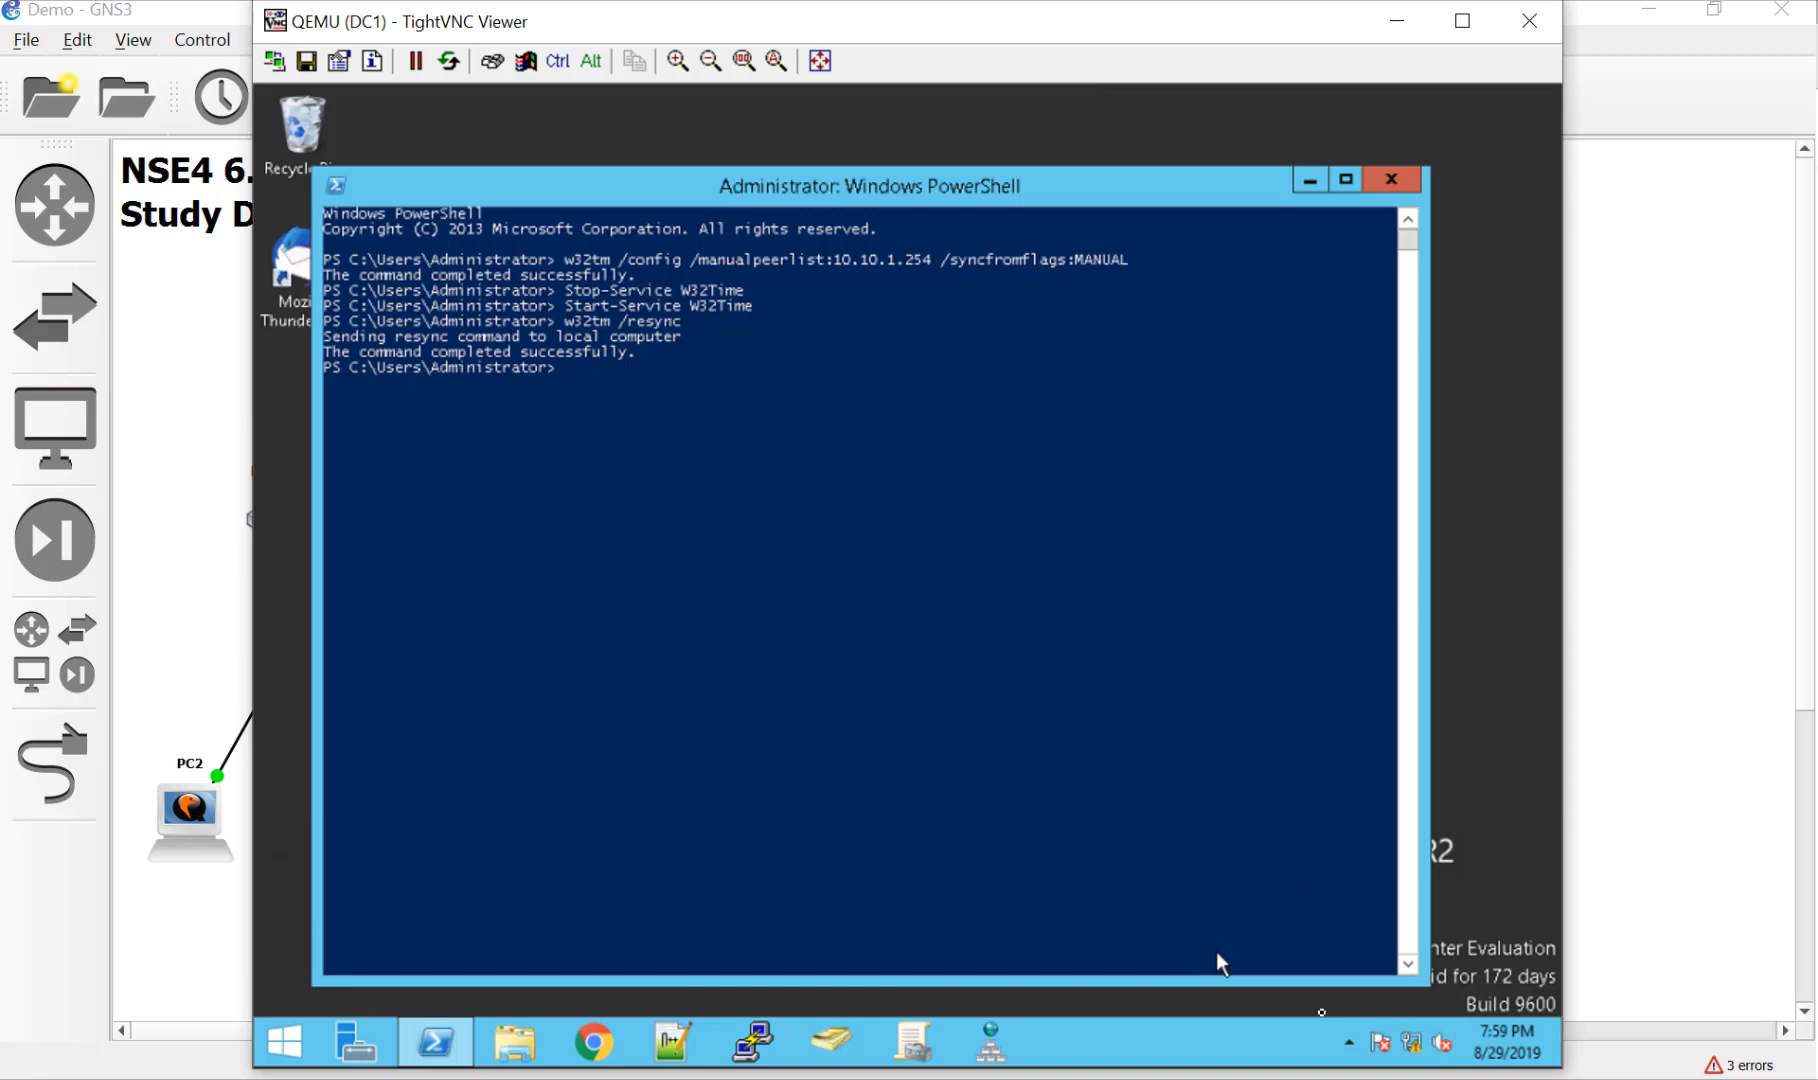 Demo - GNS3
File Edit View Control
QEMU (DC1) - TightVNC Viewer
Ctrl Alt
NSE4 6.
Study D
Recycle
Mozi
Thunde
Administrator: Windows PowerShell
Windows PowerShell
Copyright (C) 2013 Microsoft Corporation. All rights reserved.
PS C:\Users\Administrator> w32tm /config /manualpeerlist:10.10.1.254 /syncfromflags:MANUAL
The command completed successfully.
PS C:\Users\Administrator> Stop-Service W32Time
PS C:\Users\Administrator> Start-Service W32Time
PS C:\Users\Administrator> w32tm /resync
Sending resync command to local computer
The command completed successfully.
PS C:\Users\Administrator>
PC2
R2
nter Evaluation
id for 172 days
Build 9600
7:59 PM
8/29/2019
3 errors